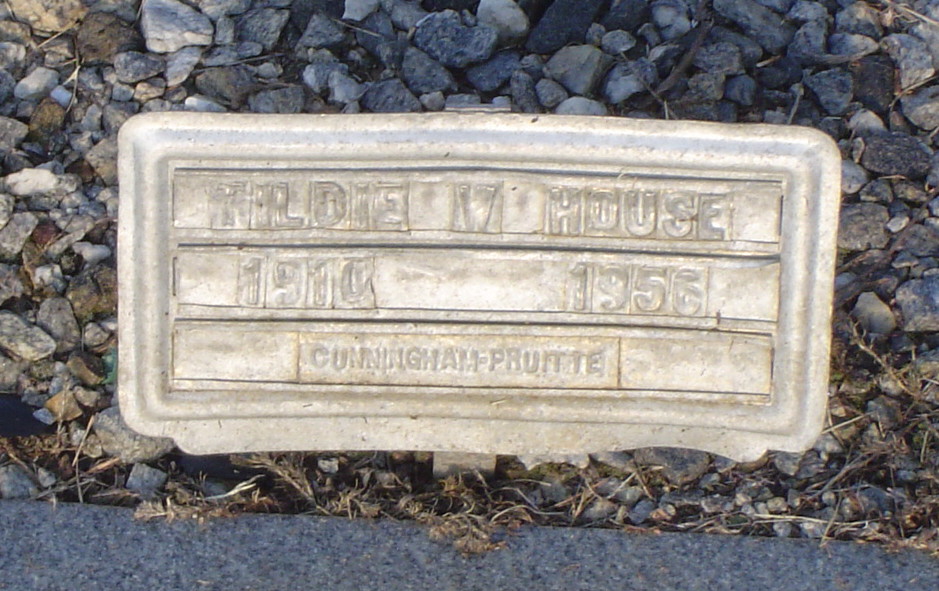 TILDIE W HOUSE
1910 1956
CUNNINGHAM-PRUITTE